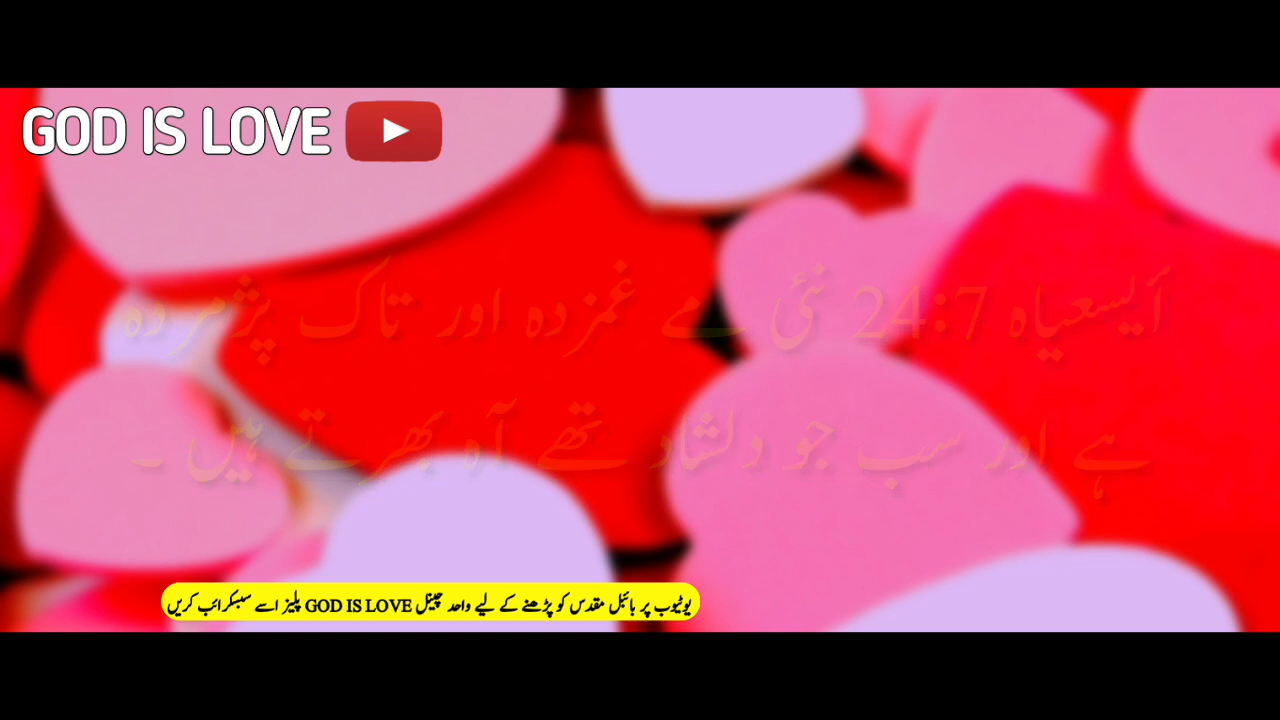 GOD IS LOVE
أیسعیاہ 24:7 نئی مے غمزدہ اور تاک پژمردہ
ہے اور سب جو دلشاد تھے آہ بھرتے ہیں ۔
یوٹیوب پر بائبل مقدس کو پڑھنے کے لیے واحد چینل GOD IS LOVE پلیز اسے سبسکرائب کریں